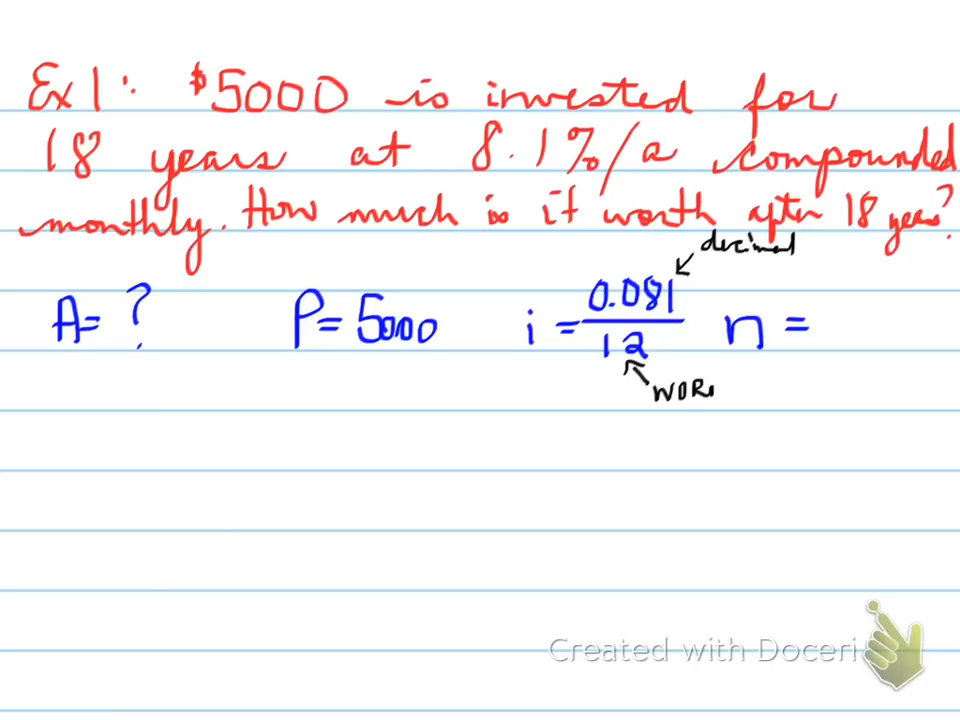 Ex 1: $5000 is invested for
18 years at 8.1%/a compounded
monthly. How much is it worth after 18 years?
decimal
A= ? P= 5000 i = 0.081/12 n =
WOR
Created with Doceri